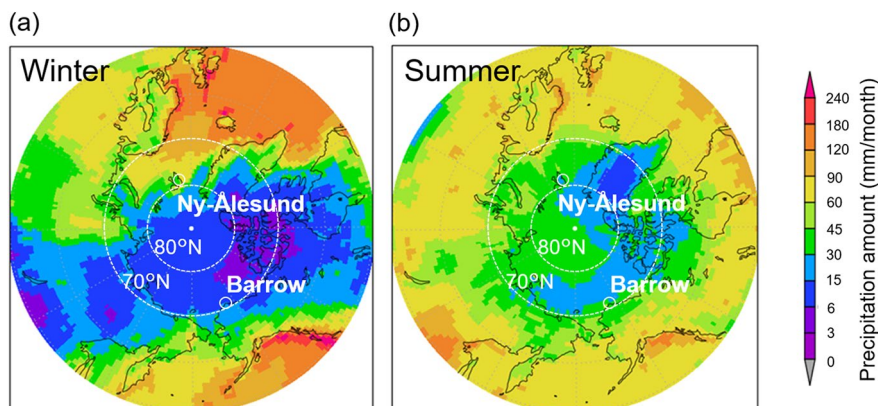 (a)
(b)
Winter
Summer
Ny-Ålesund
80°N
70°N
Barrow
Ny-Ålesund
80°N
70°N
Barrow
240
180
120
90
60
45
30
15
6
3
0
Precipitation amount (mm/month)